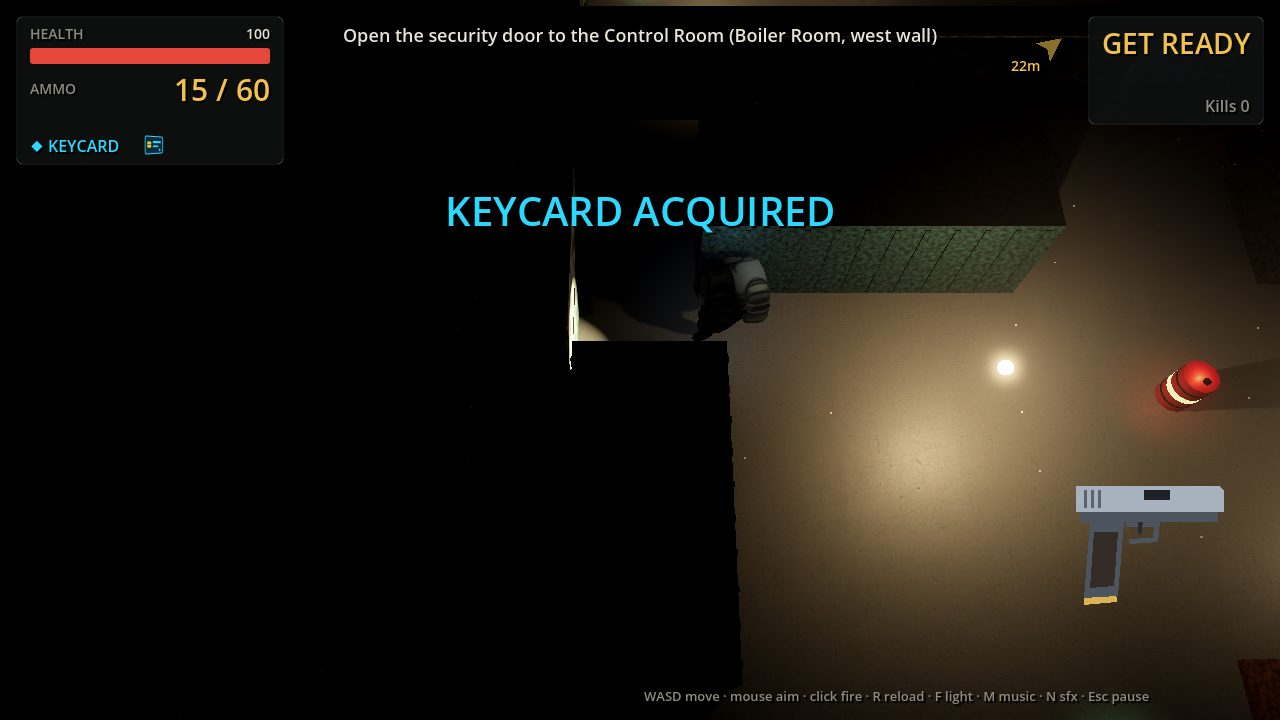 HEALTH 100
AMMO 15 / 60
KEYCARD
Open the security door to the Control Room (Boiler Room, west wall)
22m
GET READY
Kills 0
KEYCARD ACQUIRED
WASD move · mouse aim · click fire · R reload · F light · M music · N sfx · Esc pause